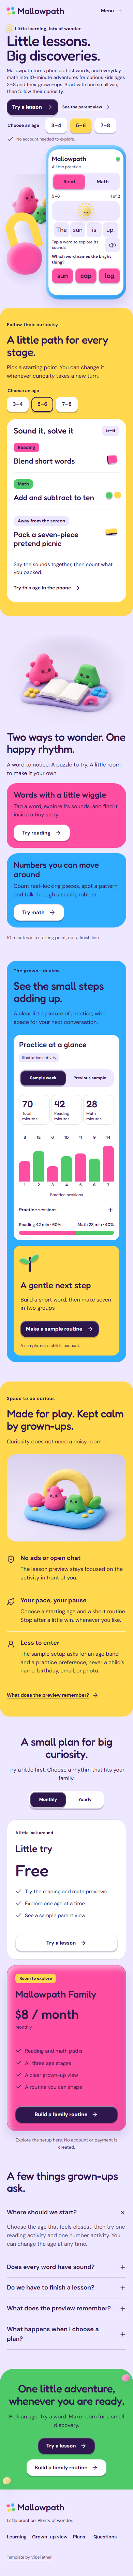 Mallowpath
Menu
Little learning, lots of wonder
Little lessons.
Big discoveries.
Mallowpath turns phonics, first words, and everyday
math into 10-minute adventures for curious kids ages
3–8 and their grown-ups. Start with one small win,
then follow their curiosity.
Try a lesson
See the parent view
Choose an age
3–4
5–6
7–8
No account needed to explore.
Mallowpath
A little practice
Read
Math
5–6
1 of 2
The
sun
is
up.
Tap a word to explore its
sounds.
Which word names the bright
thing?
sun
cap
log
Follow their curiosity
A little path for every
stage.
Pick a starting point. You can change it
whenever curiosity takes a new turn.
Choose an age
3–4
5–6
7–8
Sound it, solve it
5–6
Reading
Blend short words
Math
Add and subtract to ten
Away from the screen
Pack a seven-piece
pretend picnic
Say the sounds together, then count what
you packed.
Try this age in the phone
Two ways to wonder. One
happy rhythm.
A word to notice. A puzzle to try. A little room
to make it your own.
Words with a little wiggle
Tap a word, explore its sounds, and find it
inside a tiny story.
Try reading
Numbers you can move
around
Count real-looking pieces, spot a pattern,
and talk through a small problem.
Try math
10 minutes is a starting point, not a finish line.
The grown-up view
See the small steps
adding up.
A clear little picture of practice, with
space for your next conversation.
Practice at a glance
Illustrative activity
Sample week
Previous sample
70
Total
minutes
42
Reading
minutes
28
Math
minutes
8 12 6 10 11 9 14
1 2 3 4 5 6 7
Practice sessions
Practice sessions
Reading 42 min · 60%
Math 28 min · 40%
A gentle next step
Build a short word, then make seven
in two groups
Make a sample routine
A sample, not a child's account.
Space to be curious
Made for play. Kept calm
by grown-ups.
Curiosity does not need a noisy room.
No ads or open chat
The lesson preview stays focused on the
activity in front of you.
Your pace, your pause
Choose a starting age and a short routine.
Stop after a little win, whenever you like.
Less to enter
The sample setup asks for an age band
and a practice preference, never a child's
name, birthday, email, or photo.
What does the preview remember?
A small plan for big
curiosity.
Try a little first. Choose a rhythm that fits your
family.
Monthly
Yearly
A little look around
Little try
Free
Try the reading and math previews
Explore one age at a time
See a sample parent view
Try a lesson
Room to explore
Mallowpath Family
$8 / month
Monthly
Reading and math paths
All three age stages
A clear grown-up view
A routine you can shape
Build a family routine
Explore the setup here. No account or payment is
created.
A few things grown-ups
ask.
Where should we start?
Choose the age that feels closest, then try one
reading activity and one number activity. You
can change the age at any time.
Does every word have sound?
Do we have to finish a lesson?
What does the preview remember?
What happens when I choose a
plan?
One little adventure,
whenever you are ready.
Pick an age. Try a word. Make room for a small
discovery.
Try a lesson
Build a family routine
Mallowpath
Little practice. Plenty of wonder.
Learning
Grown-up view
Plans
Questions
Template by VibeFather